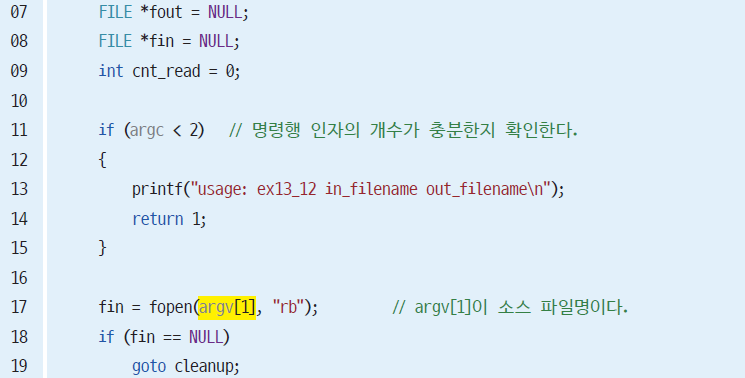 07 FILE *fout = NULL;
08 FILE *fin = NULL;
09 int cnt_read = 0;
10
11 if (argc < 2) // 명령행 인자의 개수가 충분한지 확인한다.
12 {
13 printf("usage: ex13_12 in_filename out_filename\n");
14 return 1;
15 }
16
17 fin = fopen(argv[1], "rb"); // argv[1]이 소스 파일명이다.
18 if (fin == NULL)
19 goto cleanup;